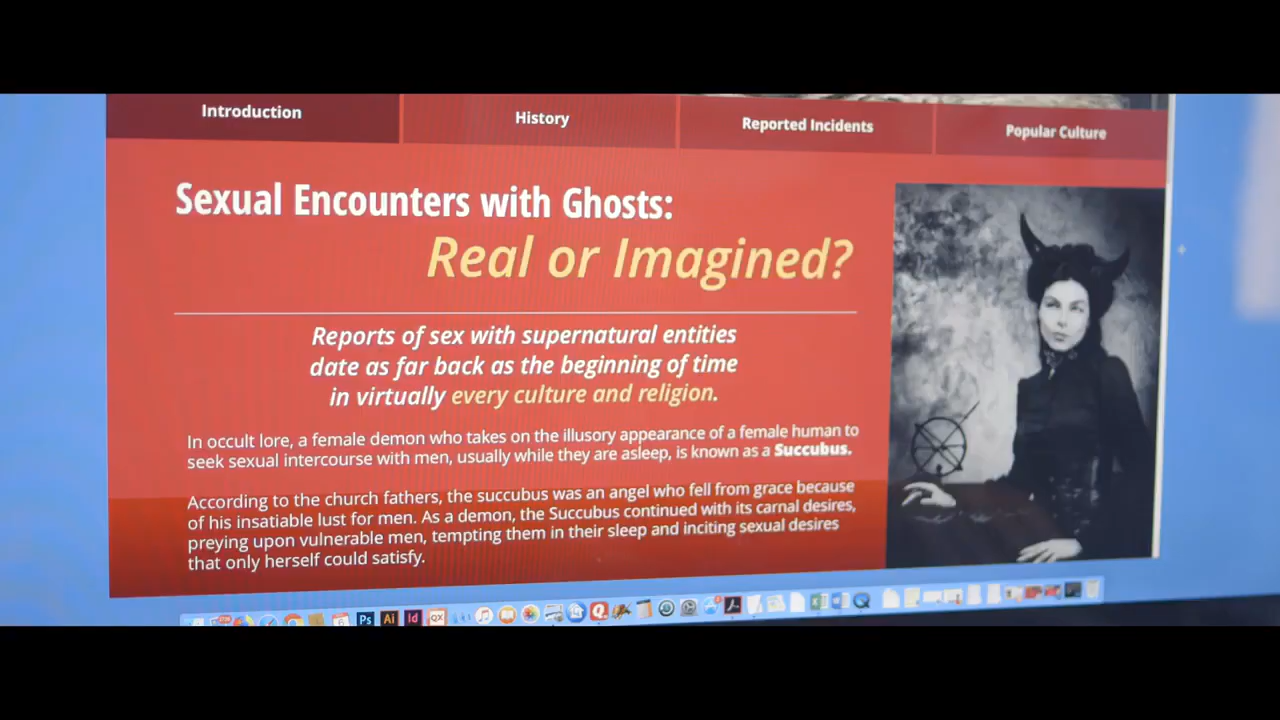 Introduction
History
Reported Incidents
Popular Culture
Sexual Encounters with Ghosts:
Real or Imagined?
Reports of sex with supernatural entities
date as far back as the beginning of time
in virtually every culture and religion.
In occult lore, a female demon who takes on the illusory appearance of a female human to
seek sexual intercourse with men, usually while they are asleep, is known as a Succubus.
According to the church fathers, the succubus was an angel who fell from grace because
of his insatiable lust for men. As a demon, the Succubus continued with its carnal desires,
preying upon vulnerable men, tempting them in their sleep and inciting sexual desires
that only herself could satisfy.
Ps
Ai
Id
QX